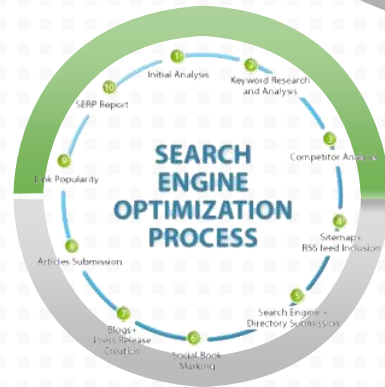 1
Initial Analysis
2
Keyword Research
and Analysis
3
Competitor Analysis
4
Sitemap+
RSS feed Inclusion
5
Search Engine +
Directory Submission
6
Social Book
Marking
7
Blogs+
Press Release
Creation
8
Articles Submission
9
Link Popularity
10
SERP Report
SEARCH
ENGINE
OPTIMIZATION
PROCESS